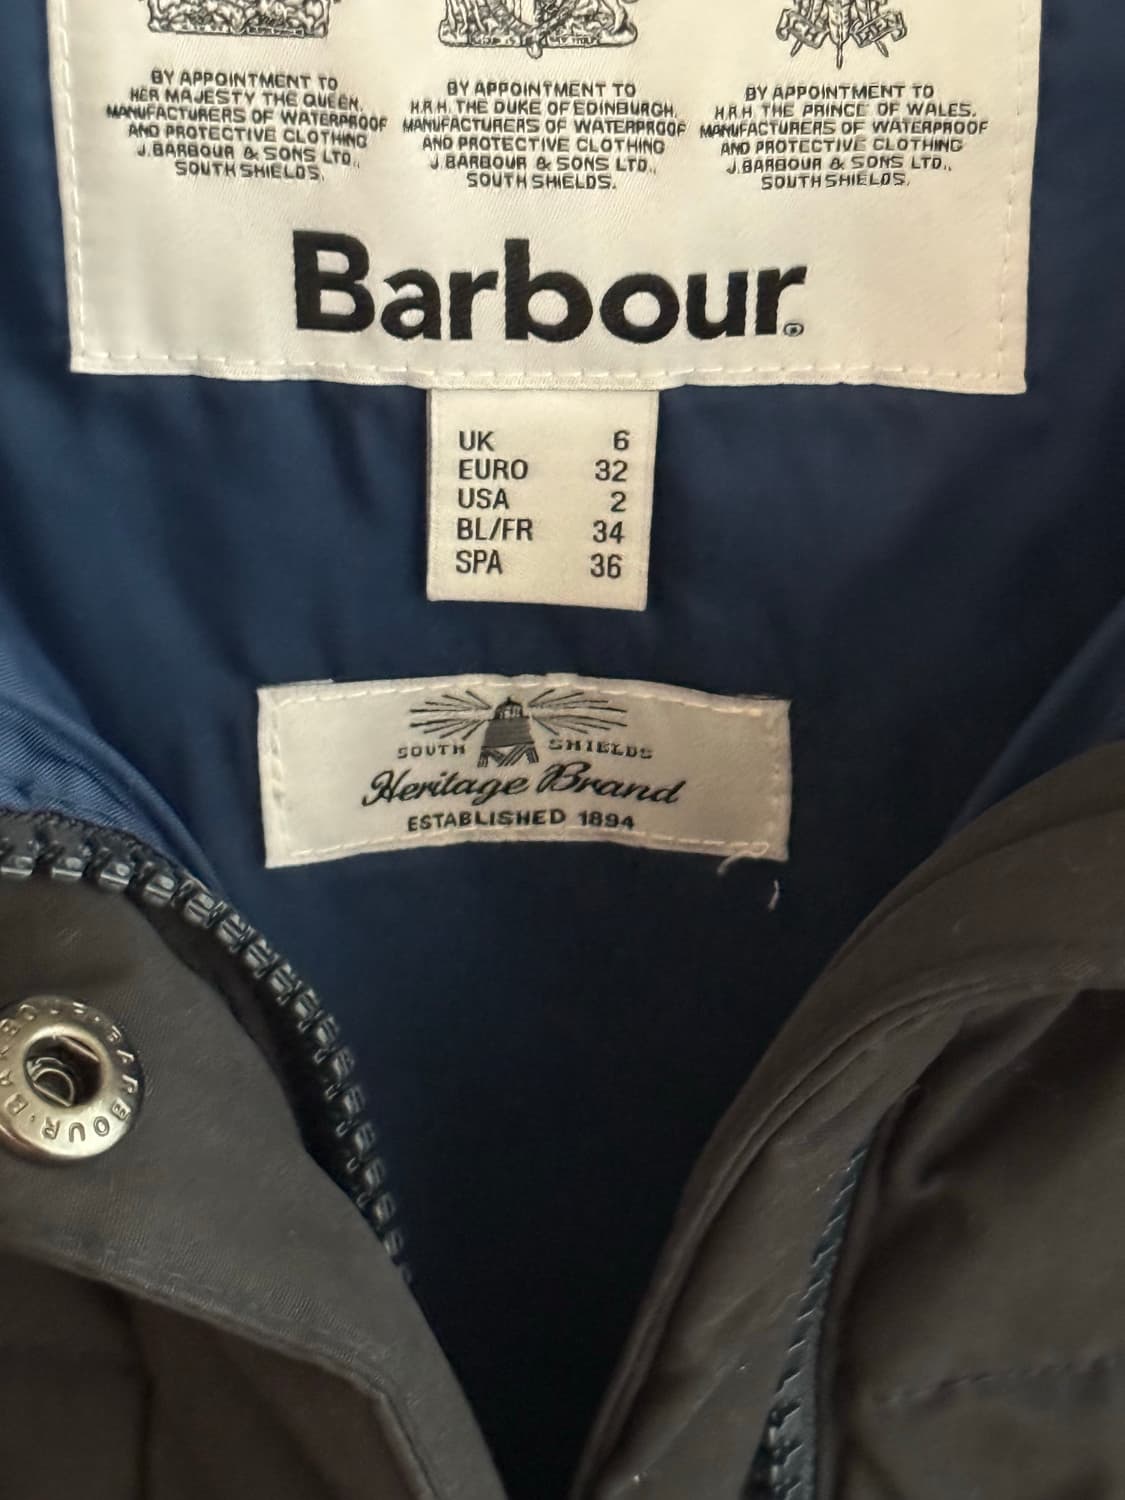 BY APPOINTMENT TO
HER MAJESTY THE QUEEN.
MANUFACTURERS OF WATERPROOF
AND PROTECTIVE CLOTHING
J.BARBOUR & SONS LTD.,
SOUTH SHIELDS.
BY APPOINTMENT TO
H.R.H. THE DUKE OF EDINBURGH.
MANUFACTURERS OF WATERPROOF
AND PROTECTIVE CLOTHING
J.BARBOUR & SONS LTD.,
SOUTH SHIELDS.
BY APPOINTMENT TO
H.R.H. THE PRINCE OF WALES.
MANUFACTURERS OF WATERPROOF
AND PROTECTIVE CLOTHING
J.BARBOUR & SONS LTD.,
SOUTH SHIELDS.
Barbour®
UK 6
EURO 32
USA 2
BL/FR 34
SPA 36
SOUTH SHIELDS
Heritage Brand
ESTABLISHED 1894
BARBOUR · BARBOUR ·